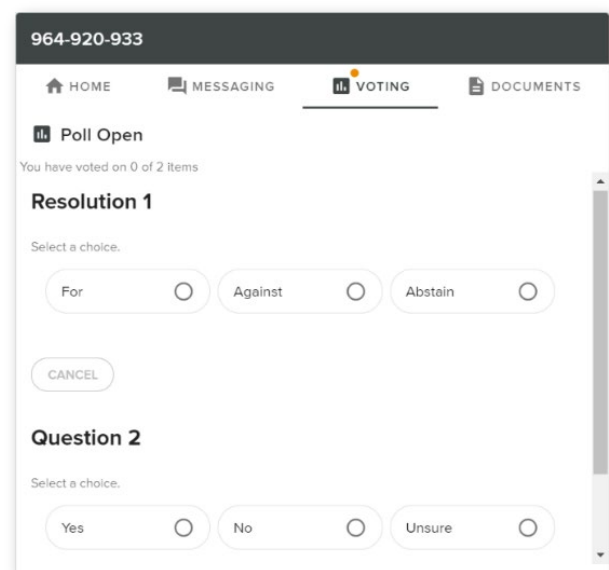 964-920-933
HOME MESSAGING VOTING DOCUMENTS
Poll Open
You have voted on 0 of 2 items
Resolution 1
Select a choice.
For Against Abstain
CANCEL
Question 2
Select a choice.
Yes No Unsure